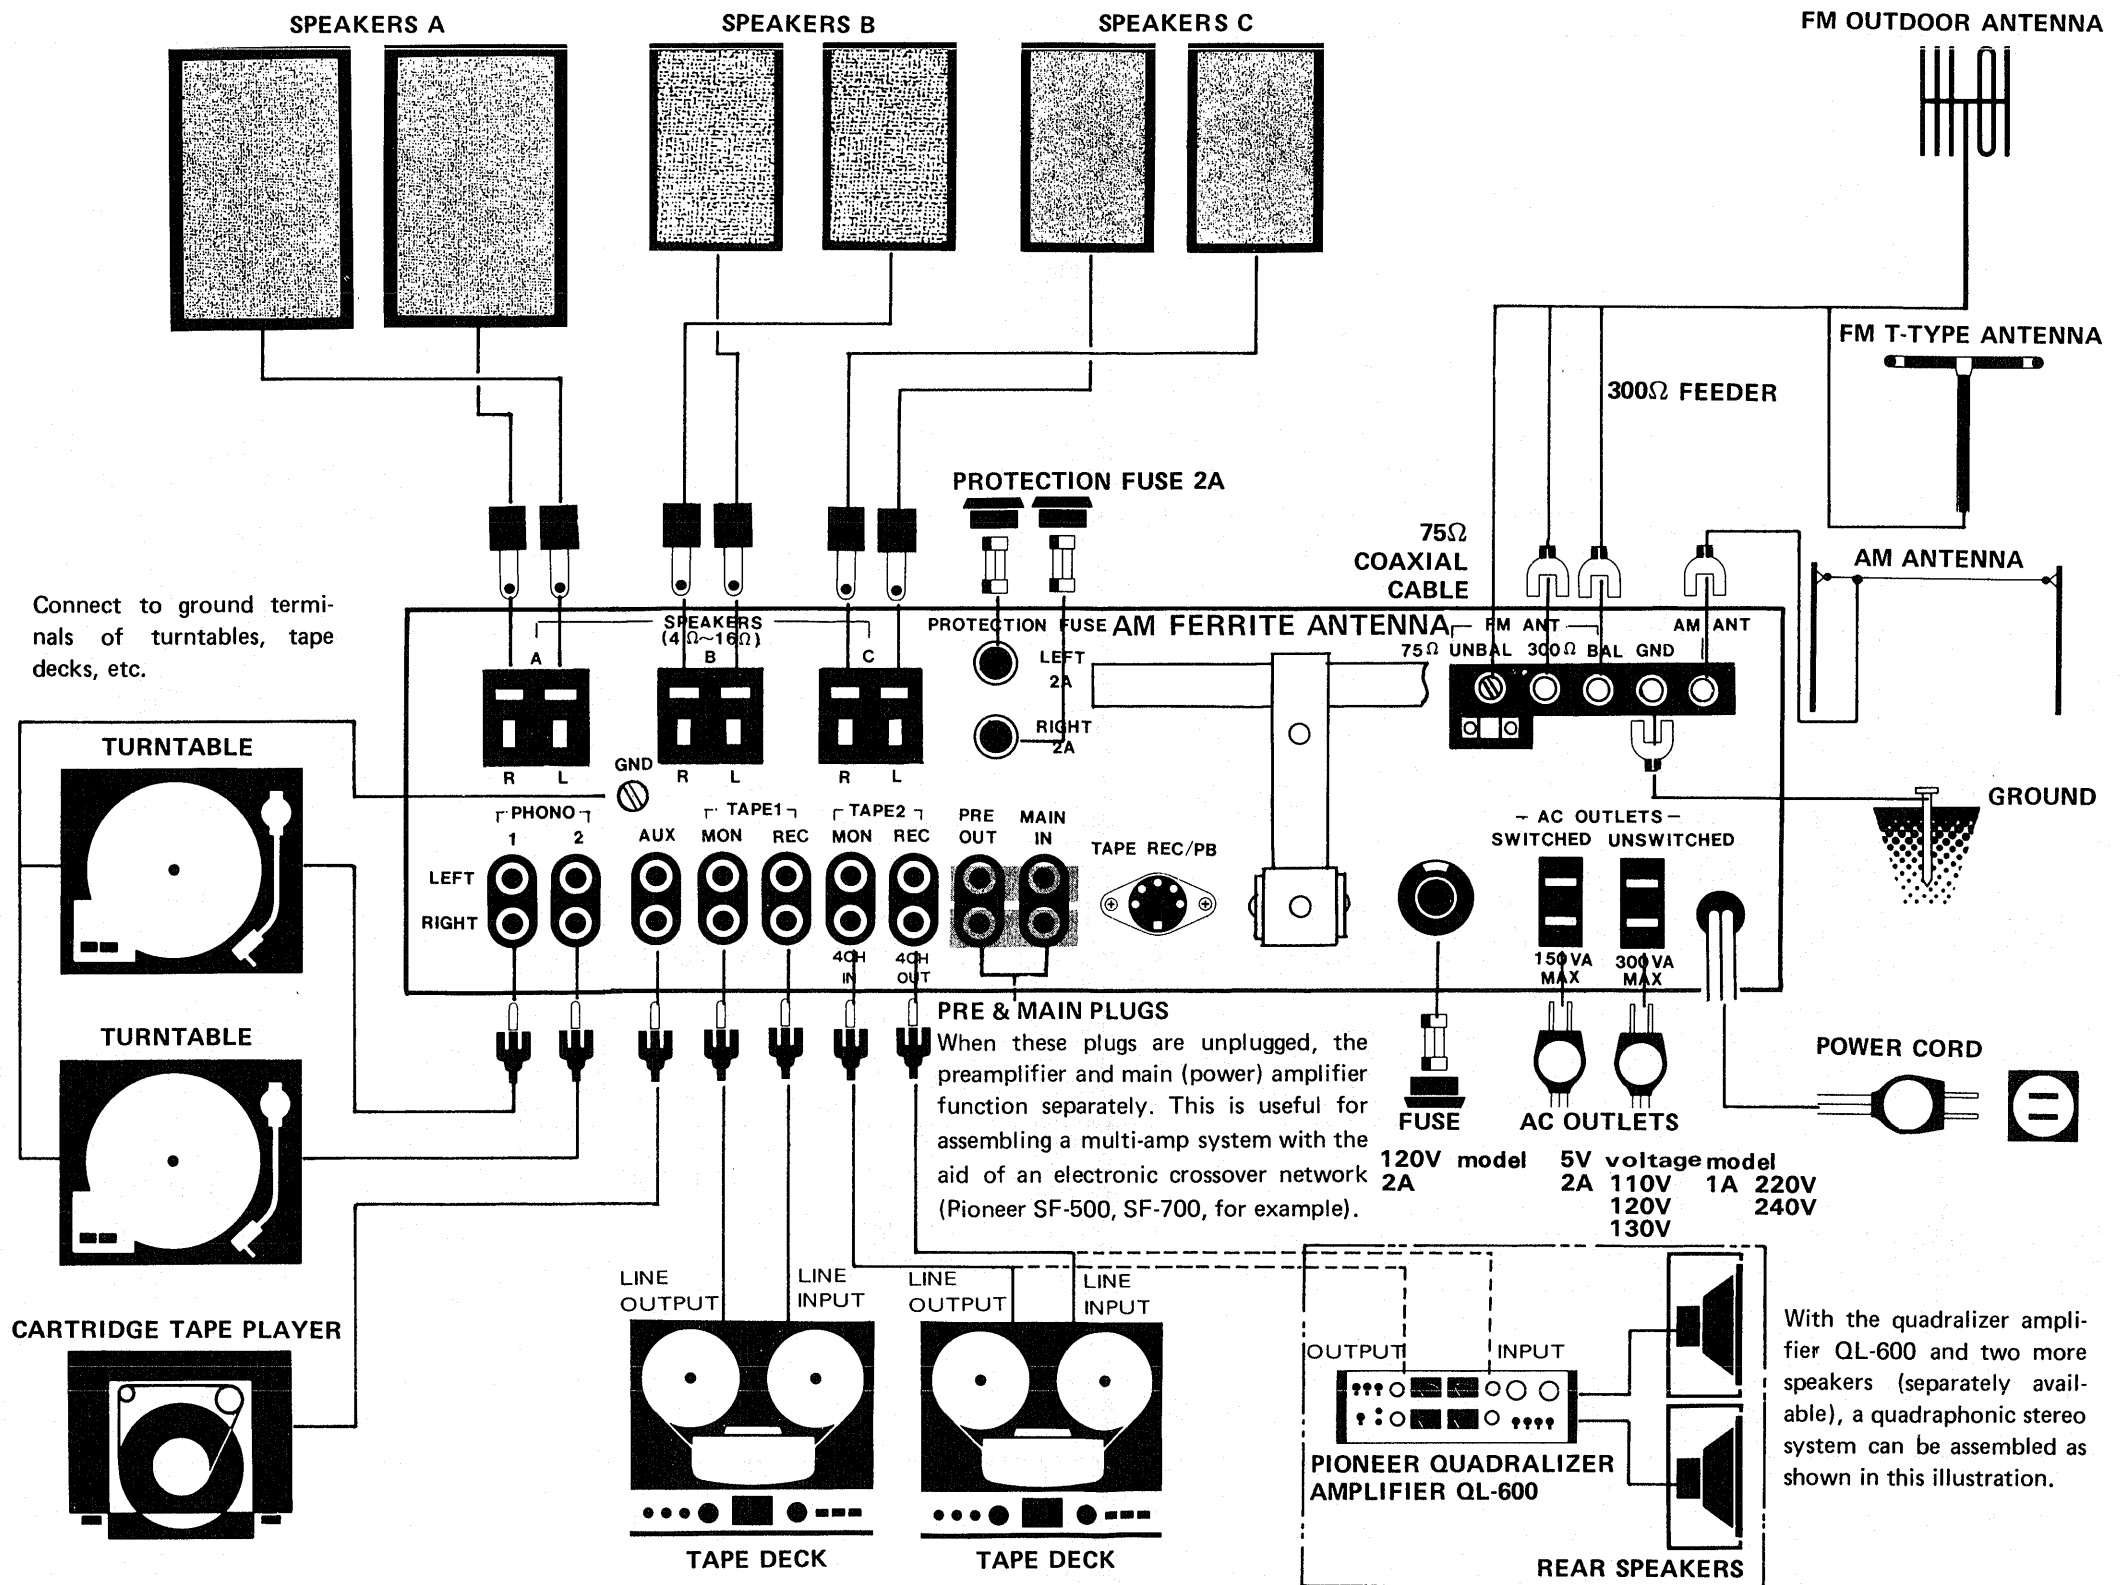 SPEAKERS A
SPEAKERS B
SPEAKERS C
FM OUTDOOR ANTENNA
FM T-TYPE ANTENNA
300Ω FEEDER
PROTECTION FUSE 2A
75Ω
COAXIAL
CABLE
AM ANTENNA
Connect to ground termi-
nals of turntables, tape
decks, etc.
SPEAKERS
(4Ω~16Ω)
A
B
C
PROTECTION FUSE
AM FERRITE ANTENNA
FM ANT
AM ANT
75Ω UNBAL 300Ω BAL GND
LEFT
2A
RIGHT
2A
R L
R L
R L
GND
TURNTABLE
GROUND
PHONO
1 2
AUX
TAPE1
MON REC
TAPE2
MON REC
PRE
OUT
MAIN
IN
TAPE REC/PB
AC OUTLETS
SWITCHED UNSWITCHED
LEFT
RIGHT
4CH
IN
4CH
OUT
150VA
MAX
300VA
MAX
TURNTABLE
PRE & MAIN PLUGS
When these plugs are unplugged, the
preamplifier and main (power) amplifier
function separately. This is useful for
assembling a multi-amp system with the
aid of an electronic crossover network
(Pioneer SF-500, SF-700, for example).
FUSE
AC OUTLETS
POWER CORD
120V model 5V voltage model
2A 2A 110V 1A 220V
120V 240V
130V
CARTRIDGE TAPE PLAYER
LINE
OUTPUT
LINE
INPUT
LINE
OUTPUT
LINE
INPUT
OUTPUT
INPUT
PIONEER QUADRALIZER
AMPLIFIER QL-600
REAR SPEAKERS
With the quadralizer ampli-
fier QL-600 and two more
speakers (separately avail-
able), a quadraphonic stereo
system can be assembled as
shown in this illustration.
TAPE DECK
TAPE DECK